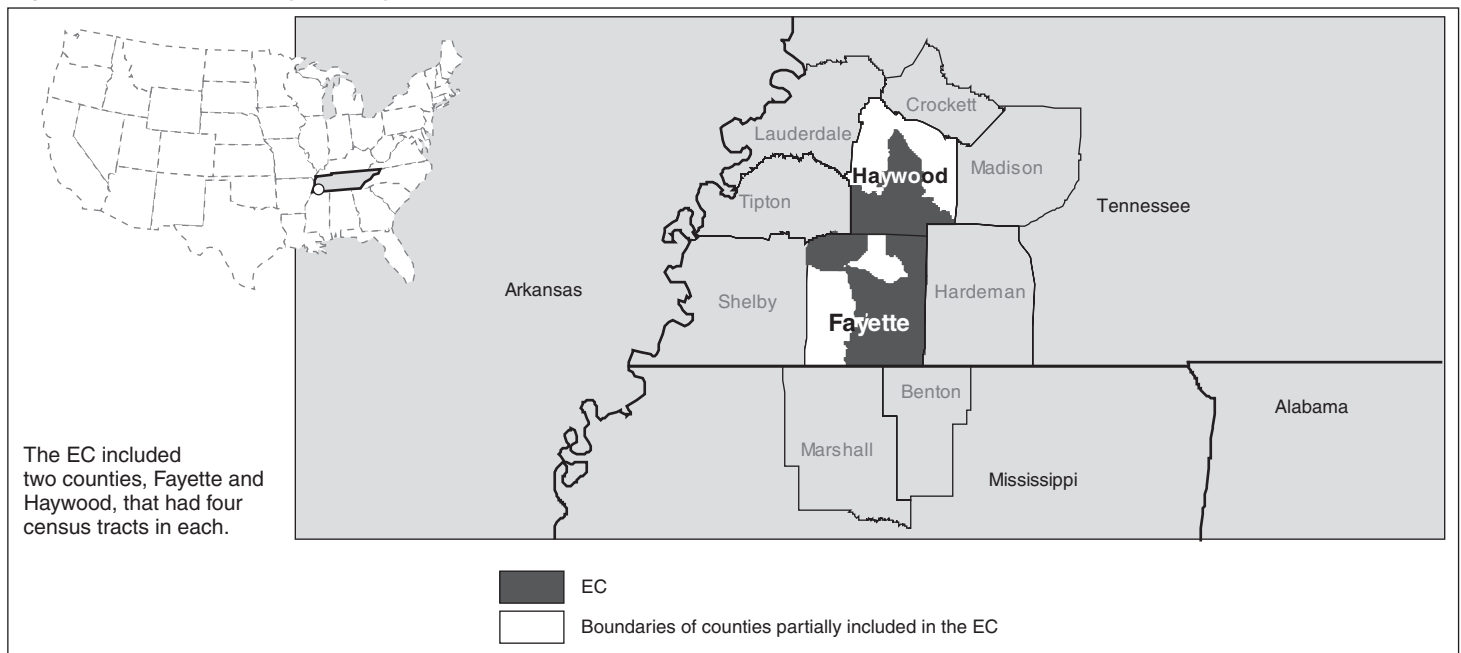 Crockett
Lauderdale
Madison
Haywood
Tipton
Tennessee
Arkansas
Shelby
Hardeman
Fayette
Benton
Alabama
Marshall
Mississippi
The EC included
two counties, Fayette and
Haywood, that had four
census tracts in each.
EC
Boundaries of counties partially included in the EC